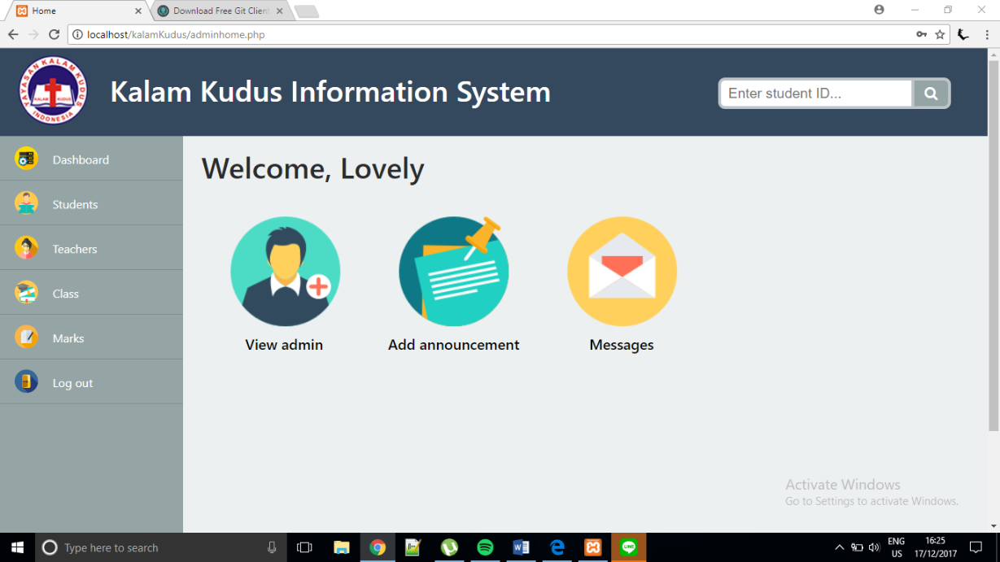 Home
Download Free Git Client
localhost/kalamKudus/adminhome.php
YAYASAN KALAM KUDUS
KALAM KUDUS
INDONESIA
Kalam Kudus Information System
Enter student ID...
Dashboard
Students
Teachers
Class
Marks
Log out
Welcome, Lovely
View admin
Add announcement
Messages
Activate Windows
Go to Settings to activate Windows.
Type here to search
LINE
ENG
US
16:25
17/12/2017